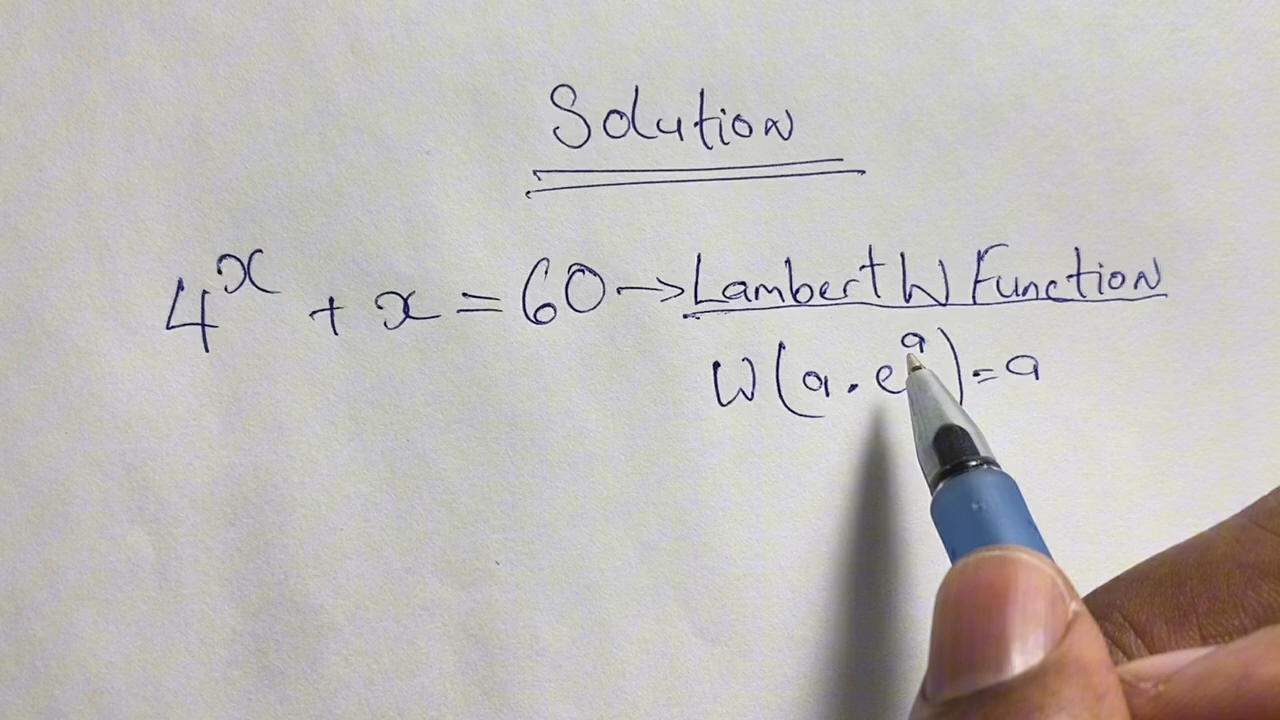 Solution
4^x + x = 60 → Lambert W Function
W(a . e^a) = a